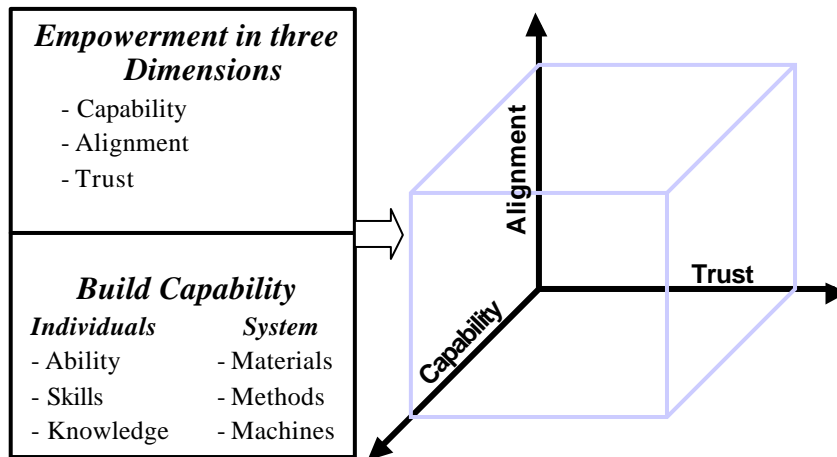 Empowerment in three
Dimensions
- Capability
- Alignment
- Trust
Build Capability
Individuals System
- Ability - Materials
- Skills - Methods
- Knowledge - Machines
Alignment
Trust
Capability